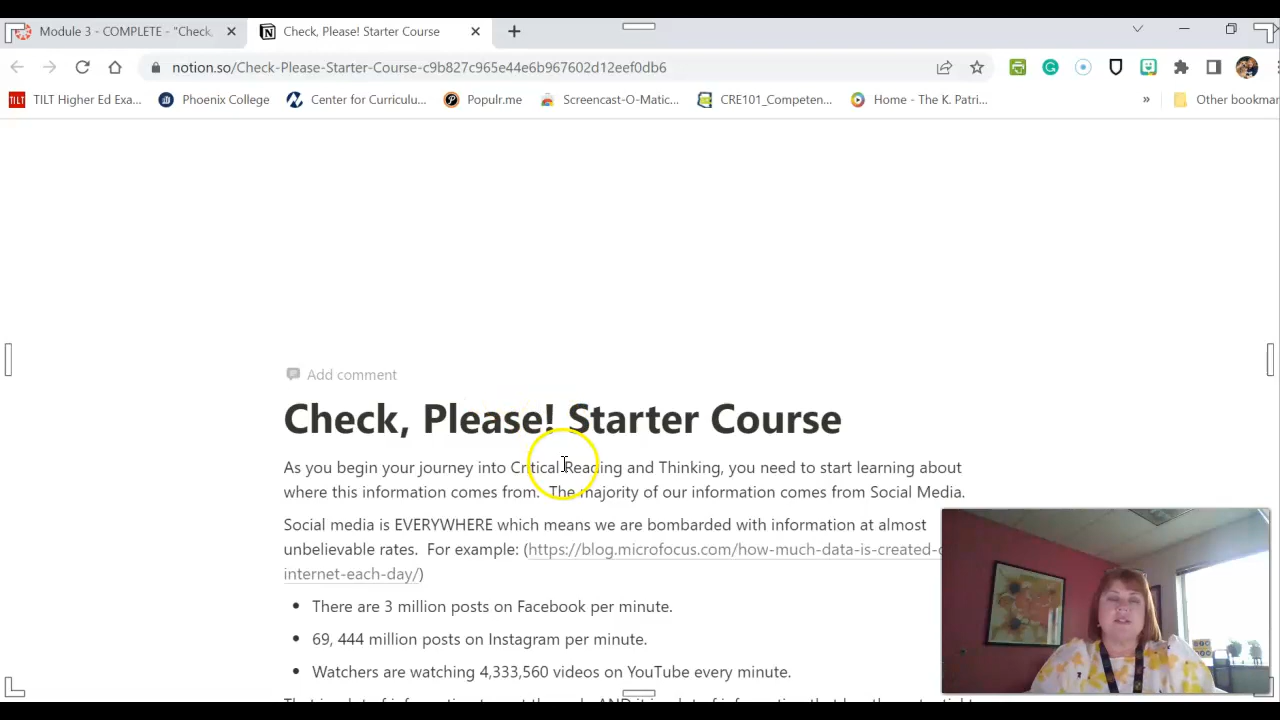 Module 3 - COMPLETE - "Check,
Check, Please! Starter Course
notion.so/Check-Please-Starter-Course-c9b827c965e44e6b967602d12eef0db6
TILT Higher Ed Exa...
Phoenix College
Center for Curriculu...
Populr.me
Screencast-O-Matic...
CRE101_Competen...
Home - The K. Patri...
»
Other bookmar
Add comment
Check, Please! Starter Course
As you begin your journey into Critical Reading and Thinking, you need to start learning about
where this information comes from. The majority of our information comes from Social Media.
Social media is EVERYWHERE which means we are bombarded with information at almost
unbelievable rates. For example: (https://blog.microfocus.com/how-much-data-is-created-
internet-each-day/)
• There are 3 million posts on Facebook per minute.
• 69, 444 million posts on Instagram per minute.
• Watchers are watching 4,333,560 videos on YouTube every minute.